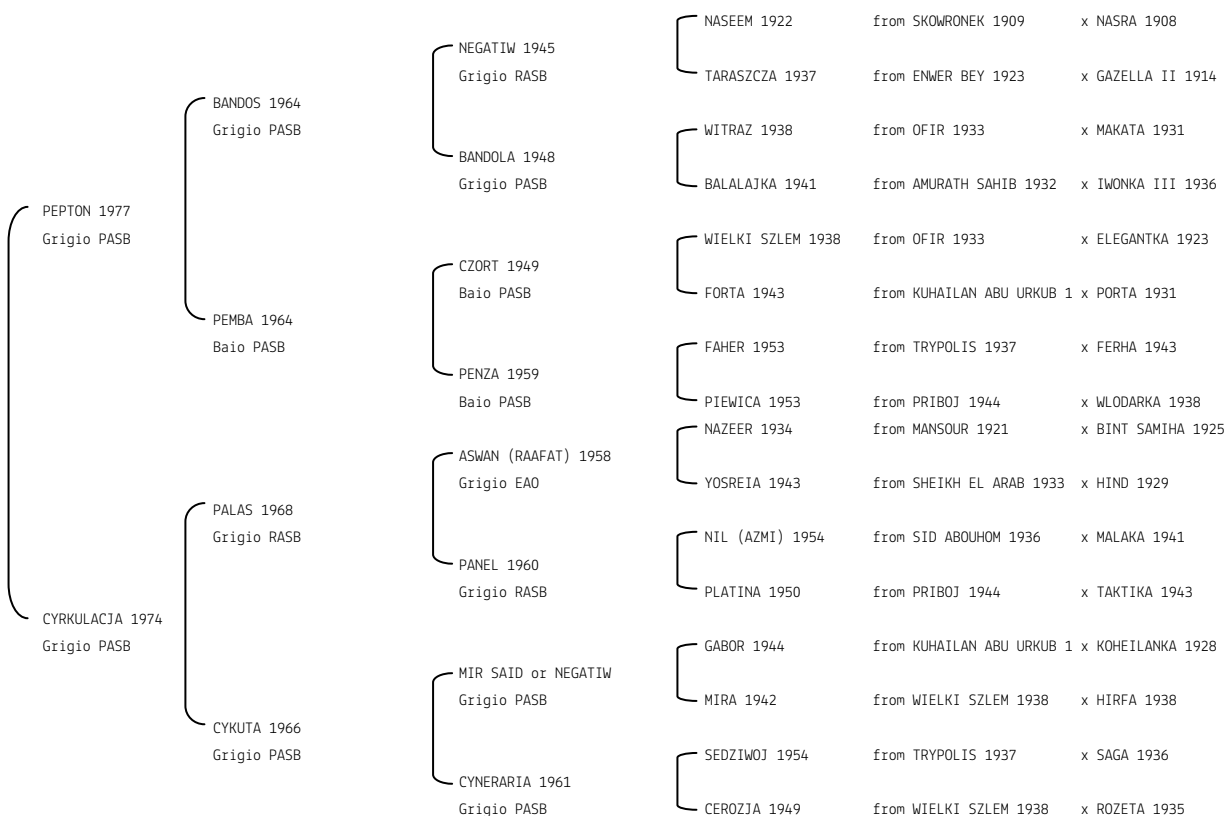 NASEEM 1922 from SKOWRONEK 1909 x NASRA 1908
NEGATIW 1945
Grigio RASB
TARASZCZA 1937 from ENWER BEY 1923 x GAZELLA II 1914
BANDOS 1964
Grigio PASB
WITRAZ 1938 from OFIR 1933 x MAKATA 1931
BANDOLA 1948
Grigio PASB
BALALAJKA 1941 from AMURATH SAHIB 1932 x IWONKA III 1936
PEPTON 1977
Grigio PASB
WIELKI SZLEM 1938 from OFIR 1933 x ELEGANTKA 1923
CZORT 1949
Baio PASB
FORTA 1943 from KUHAILAN ABU URKUB 1 x PORTA 1931
PEMBA 1964
Baio PASB
FAHER 1953 from TRYPOLIS 1937 x FERHA 1943
PENZA 1959
Baio PASB
PIEWICA 1953 from PRIBOJ 1944 x WLODARKA 1938
NAZEER 1934 from MANSOUR 1921 x BINT SAMIHA 1925
ASWAN (RAAFAT) 1958
Grigio EAO
YOSREIA 1943 from SHEIKH EL ARAB 1933 x HIND 1929
PALAS 1968
Grigio RASB
NIL (AZMI) 1954 from SID ABOUHOM 1936 x MALAKA 1941
PANEL 1960
Grigio RASB
PLATINA 1950 from PRIBOJ 1944 x TAKTIKA 1943
CYRKULACJA 1974
Grigio PASB
GABOR 1944 from KUHAILAN ABU URKUB 1 x KOHEILANKA 1928
MIR SAID or NEGATIW
Grigio PASB
MIRA 1942 from WIELKI SZLEM 1938 x HIRFA 1938
CYKUTA 1966
Grigio PASB
SEDZIWOJ 1954 from TRYPOLIS 1937 x SAGA 1936
CYNERARIA 1961
Grigio PASB
CEROZJA 1949 from WIELKI SZLEM 1938 x ROZETA 1935